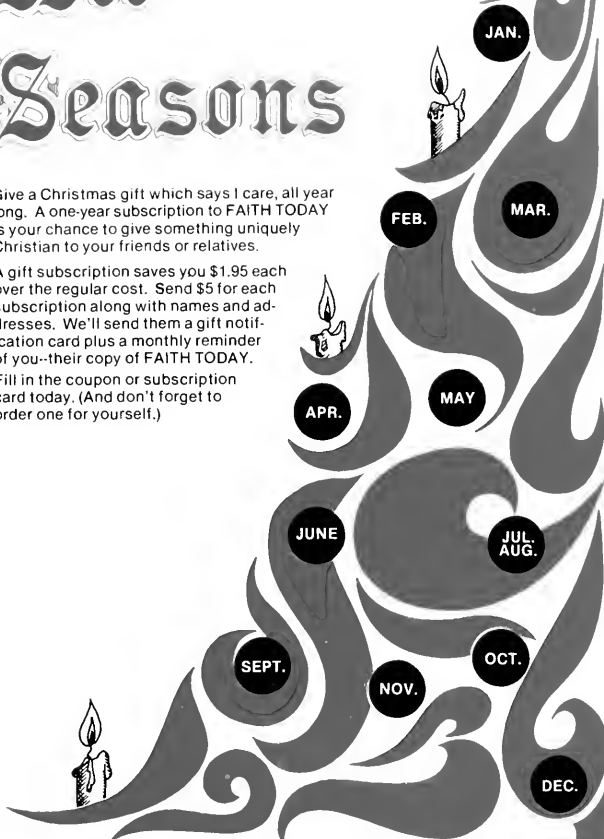 Seasons
Give a Christmas gift which says I care, all year
long. A one-year subscription to FAITH TODAY
is your chance to give something uniquely
Christian to your friends or relatives.
A gift subscription saves you $1.95 each
over the regular cost. Send $5 for each
subscription along with names and ad-
dresses. We'll send them a gift notif-
ication card plus a monthly reminder
of you--their copy of FAITH TODAY.
Fill in the coupon or subscription
card today. (And don't forget to
order one for yourself.)
JAN.
FEB.
MAR.
APR.
MAY
JUNE
JUL.
AUG.
SEPT.
OCT.
NOV.
DEC.